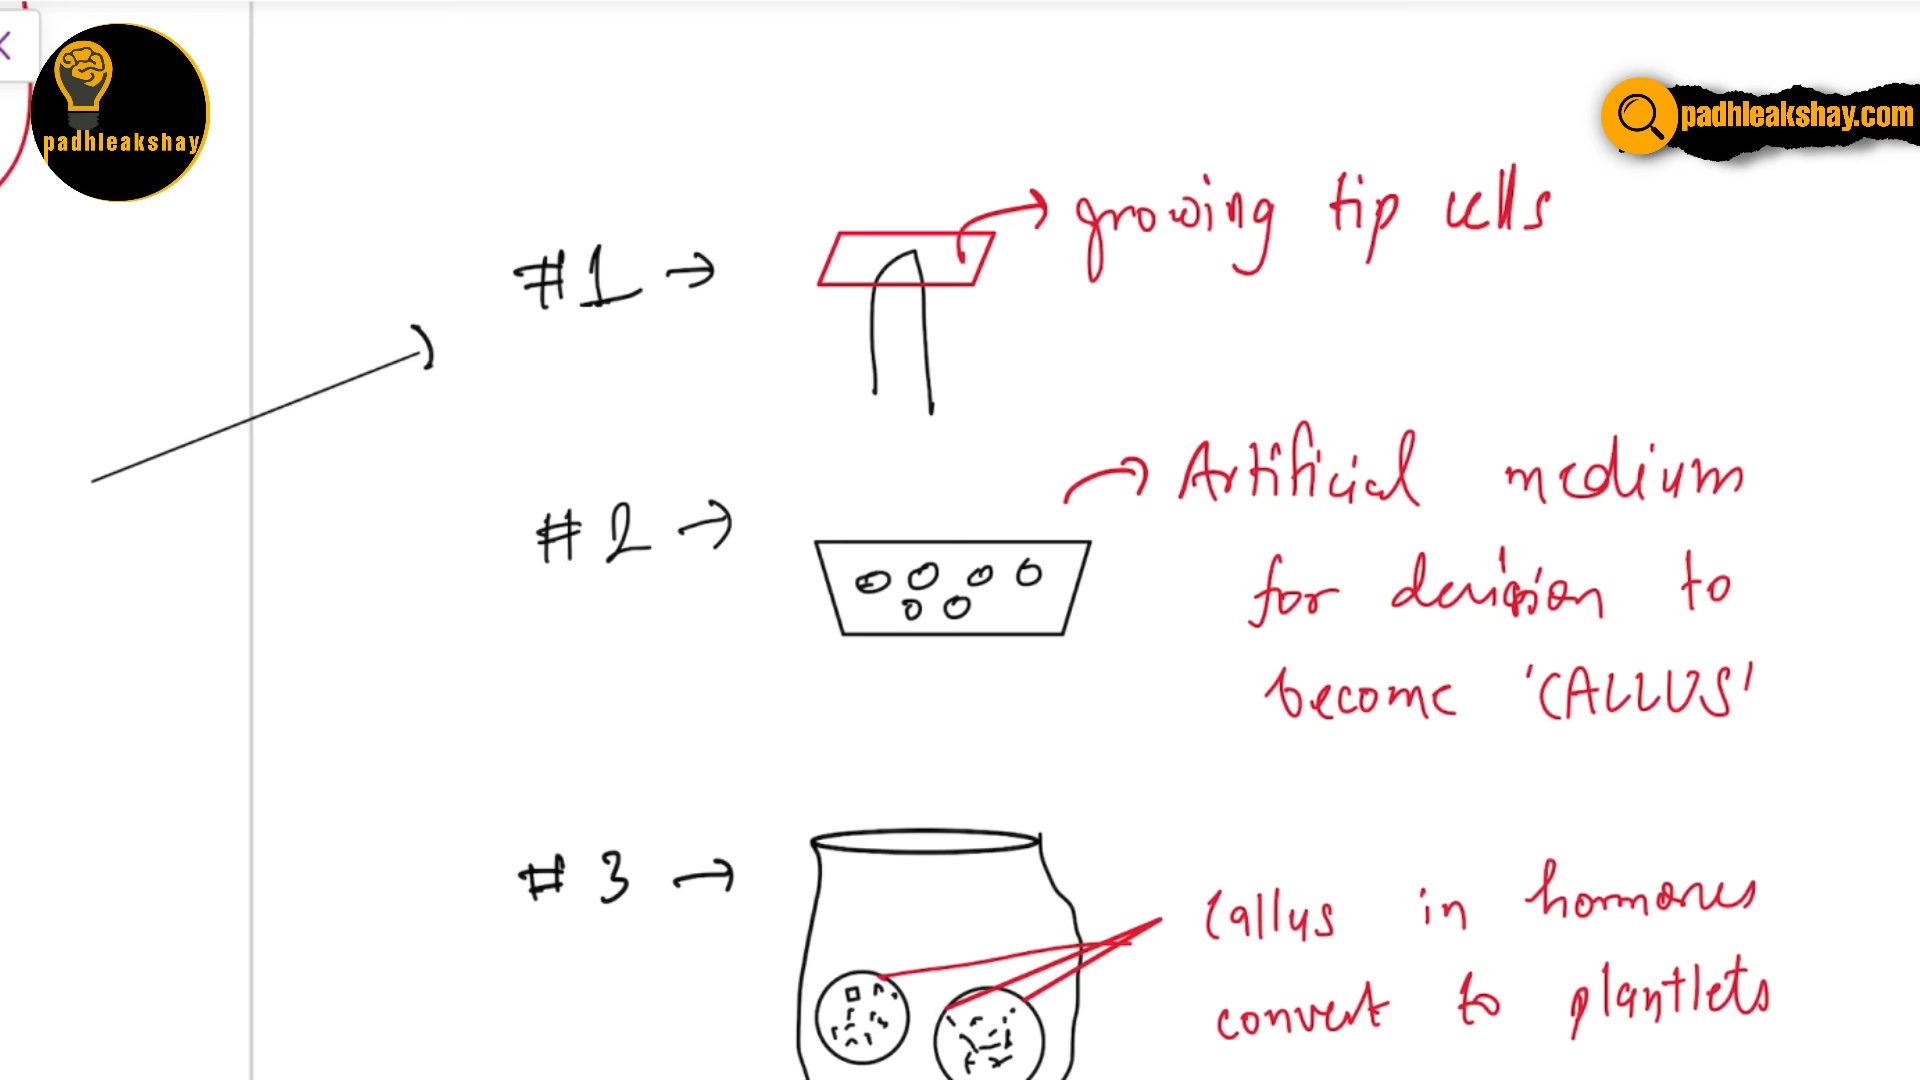 padhleakshay
padhleakshay.com
#1 → growing tip cells
#2 → Artificial medium
for to
become 'CALLUS'
#3 → Callus in hormones
convert to plantlets